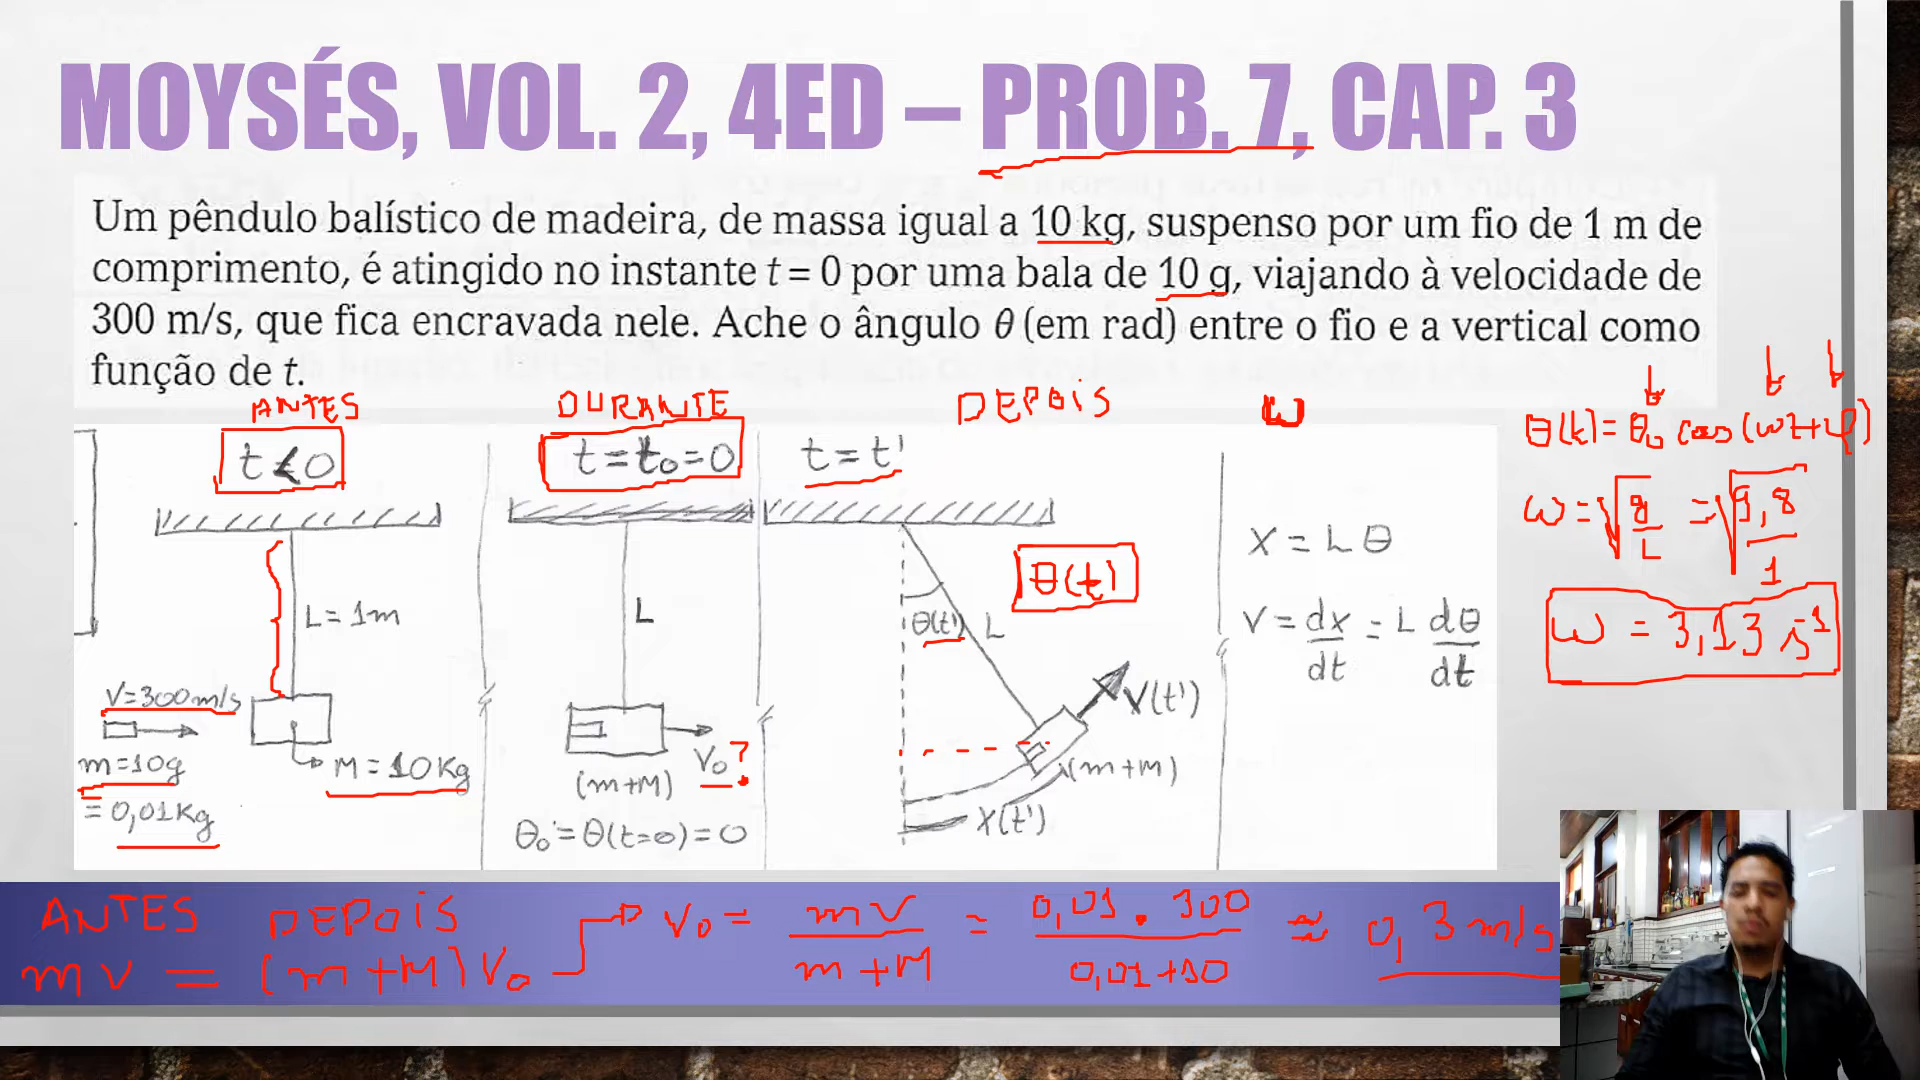 MOYSÉS, VOL. 2, 4ED – PROB. 7, CAP. 3
Um pêndulo balístico de madeira, de massa igual a 10 kg, suspenso por um fio de 1 m de
comprimento, é atingido no instante t = 0 por uma bala de 10 g, viajando à velocidade de
300 m/s, que fica encravada nele. Ache o ângulo θ (em rad) entre o fio e a vertical como
função de t.
ANTES
t < 0
L = 1m
V = 300 m/s
m = 10g
= 0,01 Kg
M = 10 Kg
DURANTE
t = t₀ = 0
L
V₀ ?
(m+M)
θ₀ = θ(t=0) = 0
DEPOIS
t = t'
θ(t)
θ(t') L
V(t')
(m+M)
X(t')
ω
X = L θ
V = dx/dt = L dθ/dt
θ(t) = θ₀ cos(ωt+φ)
ω = √(g/L) = √(9,8/1)
ω = 3,13 s⁻¹
ANTES DEPOIS
m v = (m+M) V₀ → V₀ = mV/(m+M) = 0,01 . 300/(0,01+10) ≈ 0,3 m/s